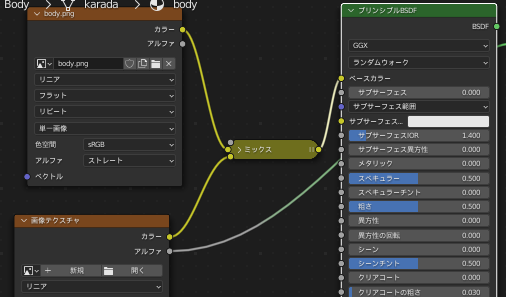 Body karada body
body.png
カラー
アルファ
body.png
リニア
フラット
リピート
単一画像
色空間 sRGB
アルファ ストレート
ベクトル
ミックス
画像テクスチャ
カラー
アルファ
新規 開く
リニア
プリンシプルBSDF
BSDF
GGX
ランダムウォーク
ベースカラー
サブサーフェス 0.000
サブサーフェス範囲
サブサーフェス...
サブサーフェスIOR 1.400
サブサーフェス異方性 0.000
メタリック 0.000
スペキュラー 0.500
スペキュラーチント 0.000
粗さ 0.500
異方性 0.000
異方性の回転 0.000
シーン 0.000
シーンチント 0.500
クリアコート 0.000
クリアコートの粗さ 0.030